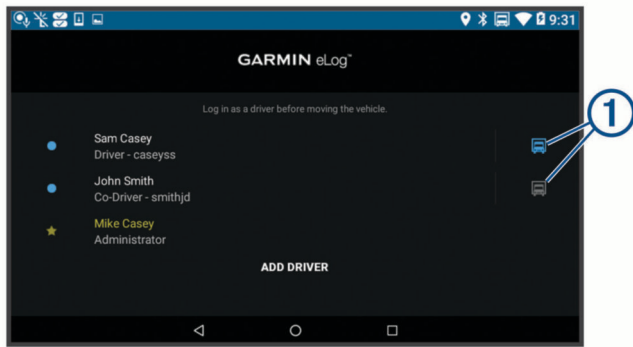 9:31
GARMIN eLog™
Log in as a driver before moving the vehicle.
Sam Casey
Driver - caseyss
John Smith
Co-Driver - smithjd
Mike Casey
Administrator
ADD DRIVER
1